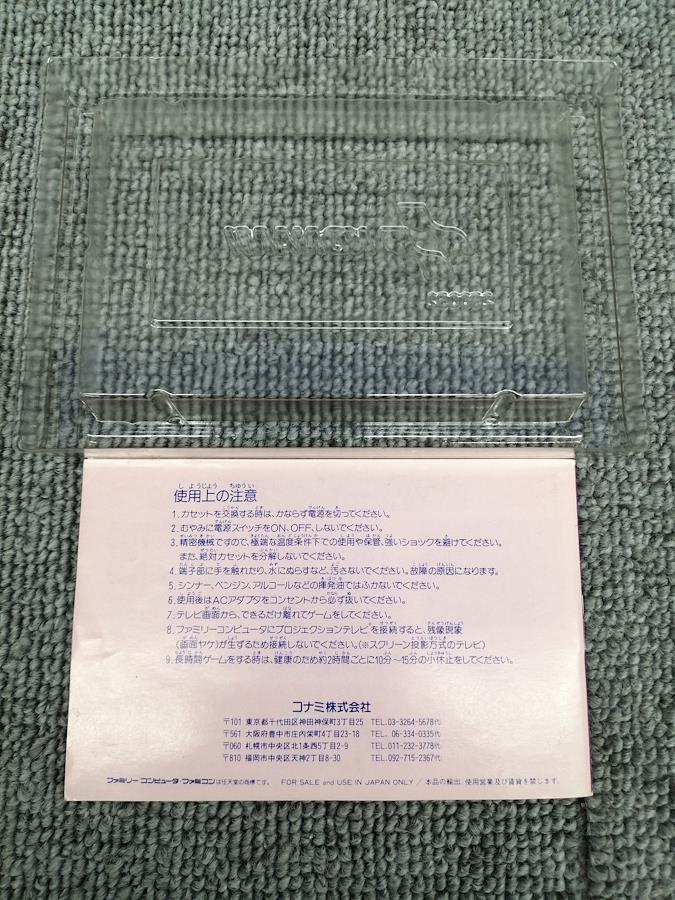 使用上の注意
1. カセットを交換する時は、かならず電源を切ってください。
2. むやみに電源スイッチをON、OFF、しないでください。
3. 精密機械ですので、極端な温度条件下での使用や保管、強いショックを避けてください。
また、絶対カセットを分解しないでください。
4. 端子部に手を触れたり、水にぬらすなど、汚さないでください。故障の原因になります。
5. シンナー、ベンジン、アルコールなどの揮発油ではふかないでください。
6. 使用後はACアダプタをコンセントから必ず抜いてください。
7. テレビ画面から、できるだけ離れてゲームをしてください。
8. ファミリーコンピュータにプロジェクションテレビを接続すると、残像現象
(画面ヤケ)が生ずるため接続しないでください。(※スクリーン投影方式のテレビ)
9. 長時間ゲームをする時は、健康のため約2時間ごとに10分〜15分の小休止をしてください。
コナミ株式会社
〒101 東京都千代田区神田神保町3丁目25 TEL.03-3264-5678代
〒561 大阪府豊中市庄内栄町4丁目23-18 TEL. 06-334-0335代
〒060 札幌市中央区北1条西5丁目2-9 TEL.011-232-3778代
〒810 福岡市中央区天神2丁目8-30 TEL.092-715-2367代
ファミリーコンピュータ・ファミコンは任天堂の商標です。 FOR SALE and USE IN JAPAN ONLY / 本品の輸出、使用営業及び賃貸を禁じます。